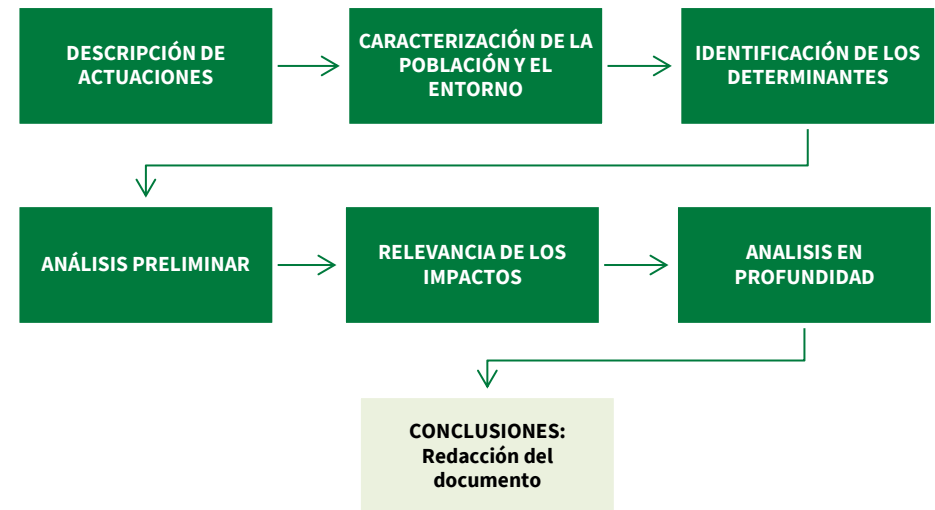 DESCRIPCIÓN DE
ACTUACIONES
CARACTERIZACIÓN DE LA
POBLACIÓN Y EL
ENTORNO
IDENTIFICACIÓN DE LOS
DETERMINANTES
ANÁLISIS PRELIMINAR
RELEVANCIA DE LOS
IMPACTOS
ANALISIS EN
PROFUNDIDAD
CONCLUSIONES:
Redacción del
documento